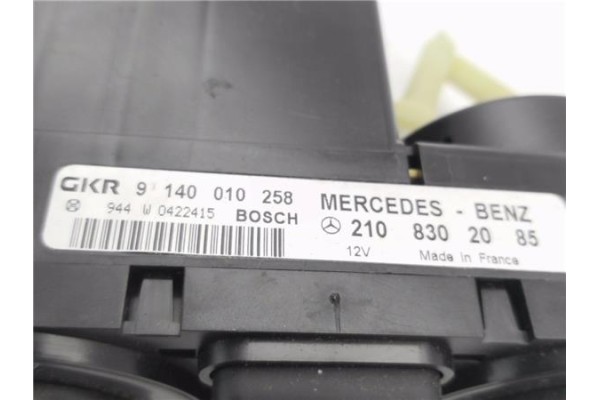 GKR 9 140 010 258 MERCEDES - BENZ
944 W 0422415 BOSCH 210 830 20 85
12V Made in France